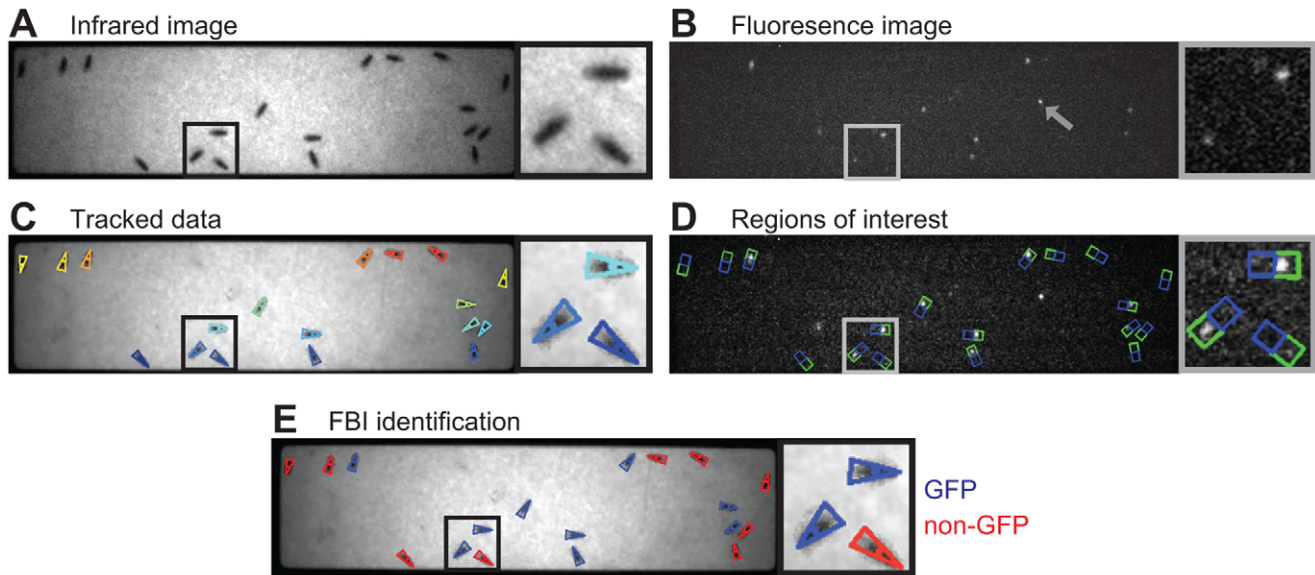 A Infrared image
B Fluoresence image
C Tracked data
D Regions of interest
E FBI identification
GFP
non-GFP